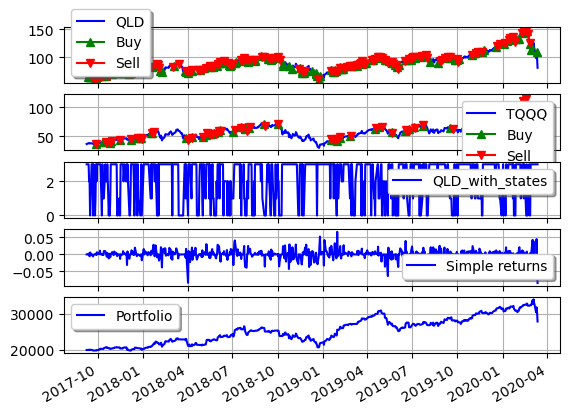 QLD
Buy
Sell
150
100
TQQQ
Buy
Sell
100
50
QLD_with_states
2
0
Simple returns
0.05
0.00
−0.05
Portfolio
30000
20000
2017-10
2018-01
2018-04
2018-07
2018-10
2019-01
2019-04
2019-07
2019-10
2020-01
2020-04